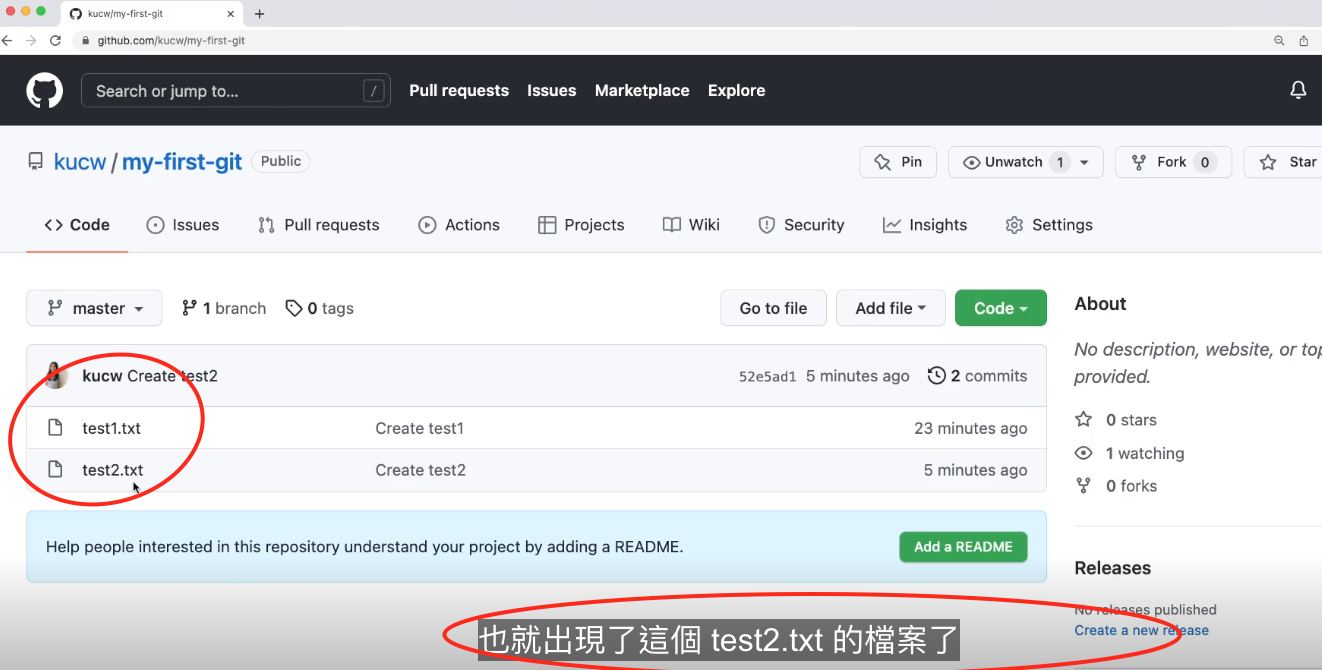 kucw/my-first-git
github.com/kucw/my-first-git
Search or jump to... /
Pull requests Issues Marketplace Explore
kucw / my-first-git Public
Pin Unwatch 1 Fork 0 Star
Code Issues Pull requests Actions Projects Wiki Security Insights Settings
master 1 branch 0 tags Go to file Add file Code
kucw Create test2 52e5ad1 5 minutes ago 2 commits
test1.txt Create test1 23 minutes ago
test2.txt Create test2 5 minutes ago
Help people interested in this repository understand your project by adding a README. Add a README
About
No description, website, or top
provided.
0 stars
1 watching
0 forks
Releases
No releases published
Create a new release
也就出現了這個 test2.txt 的檔案了